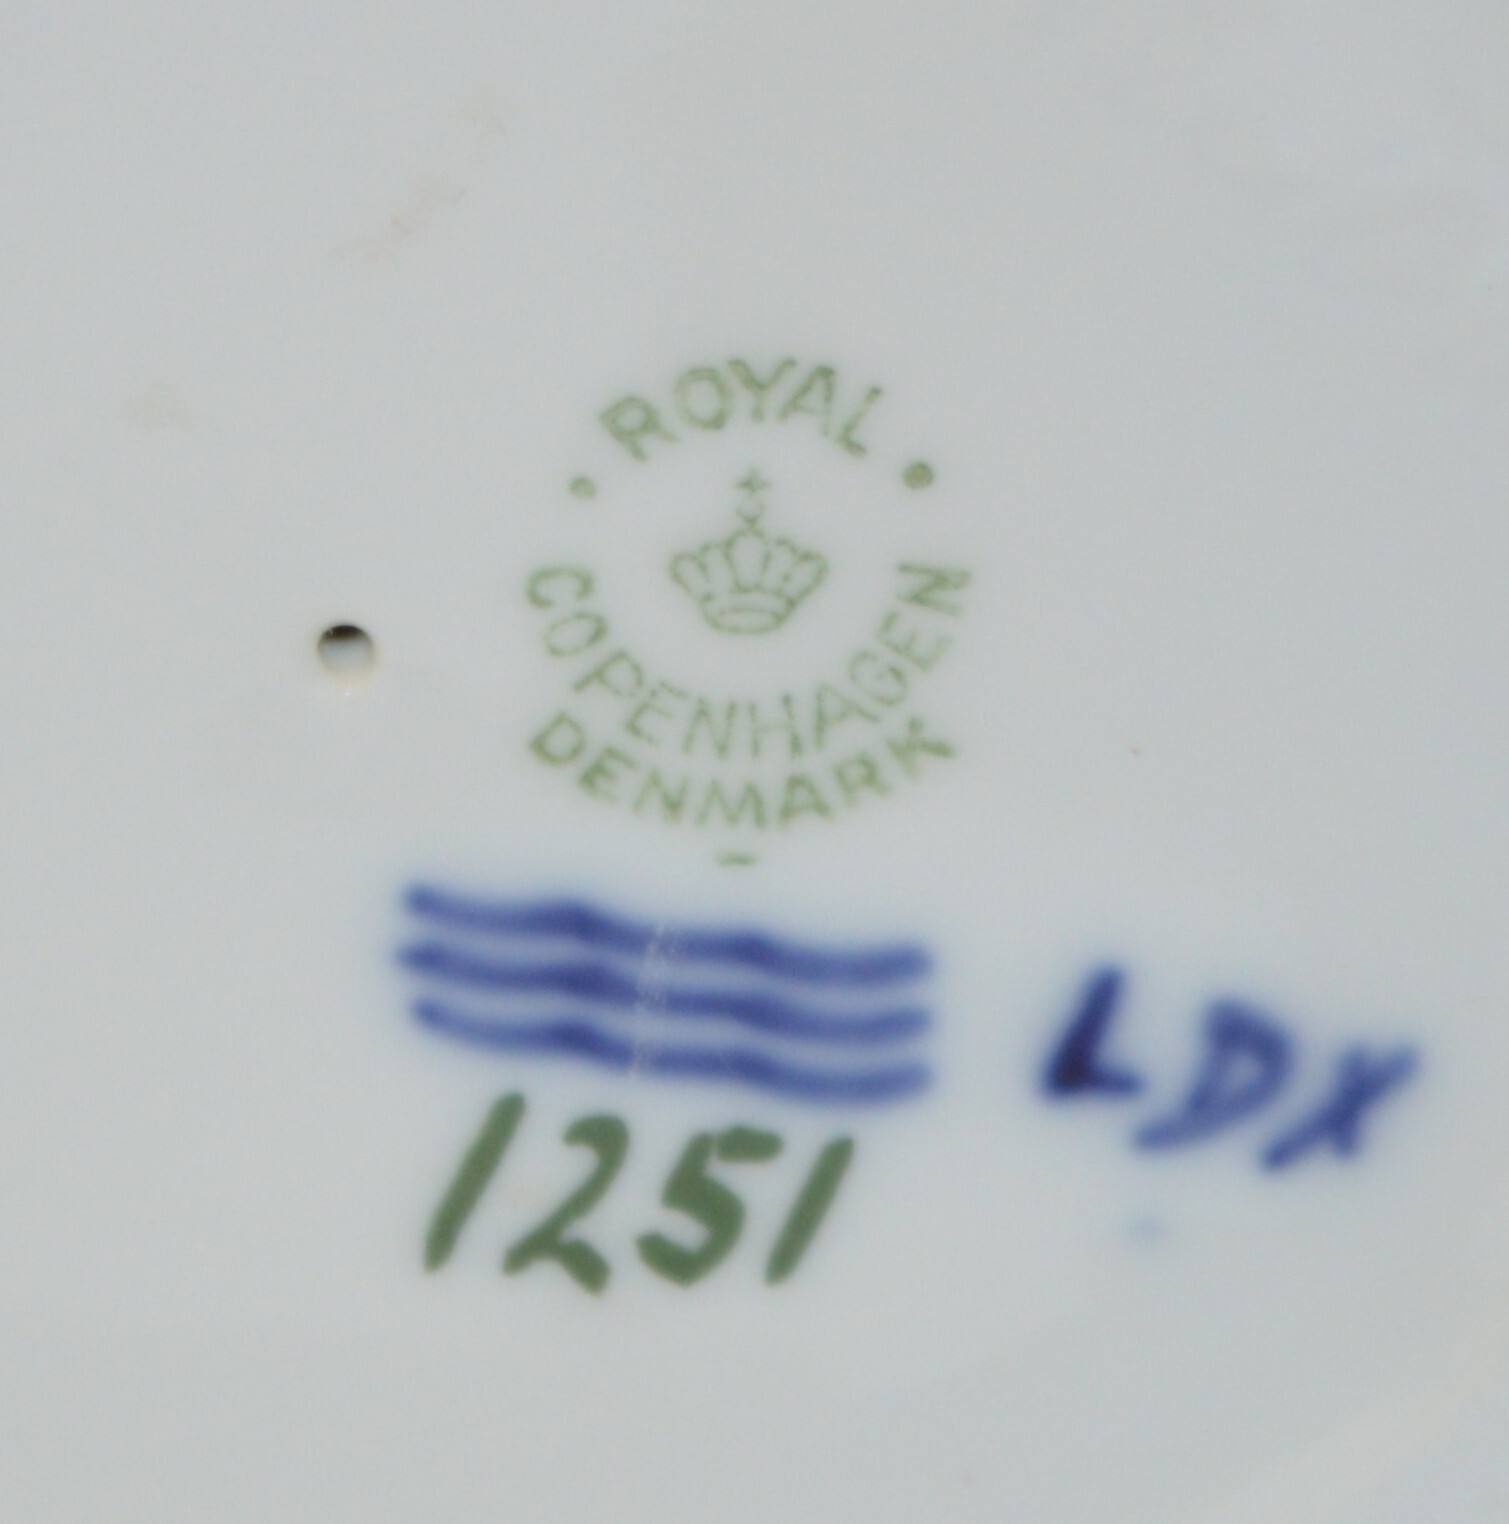 ROYAL
COPENHAGEN
DENMARK
LDX
1251